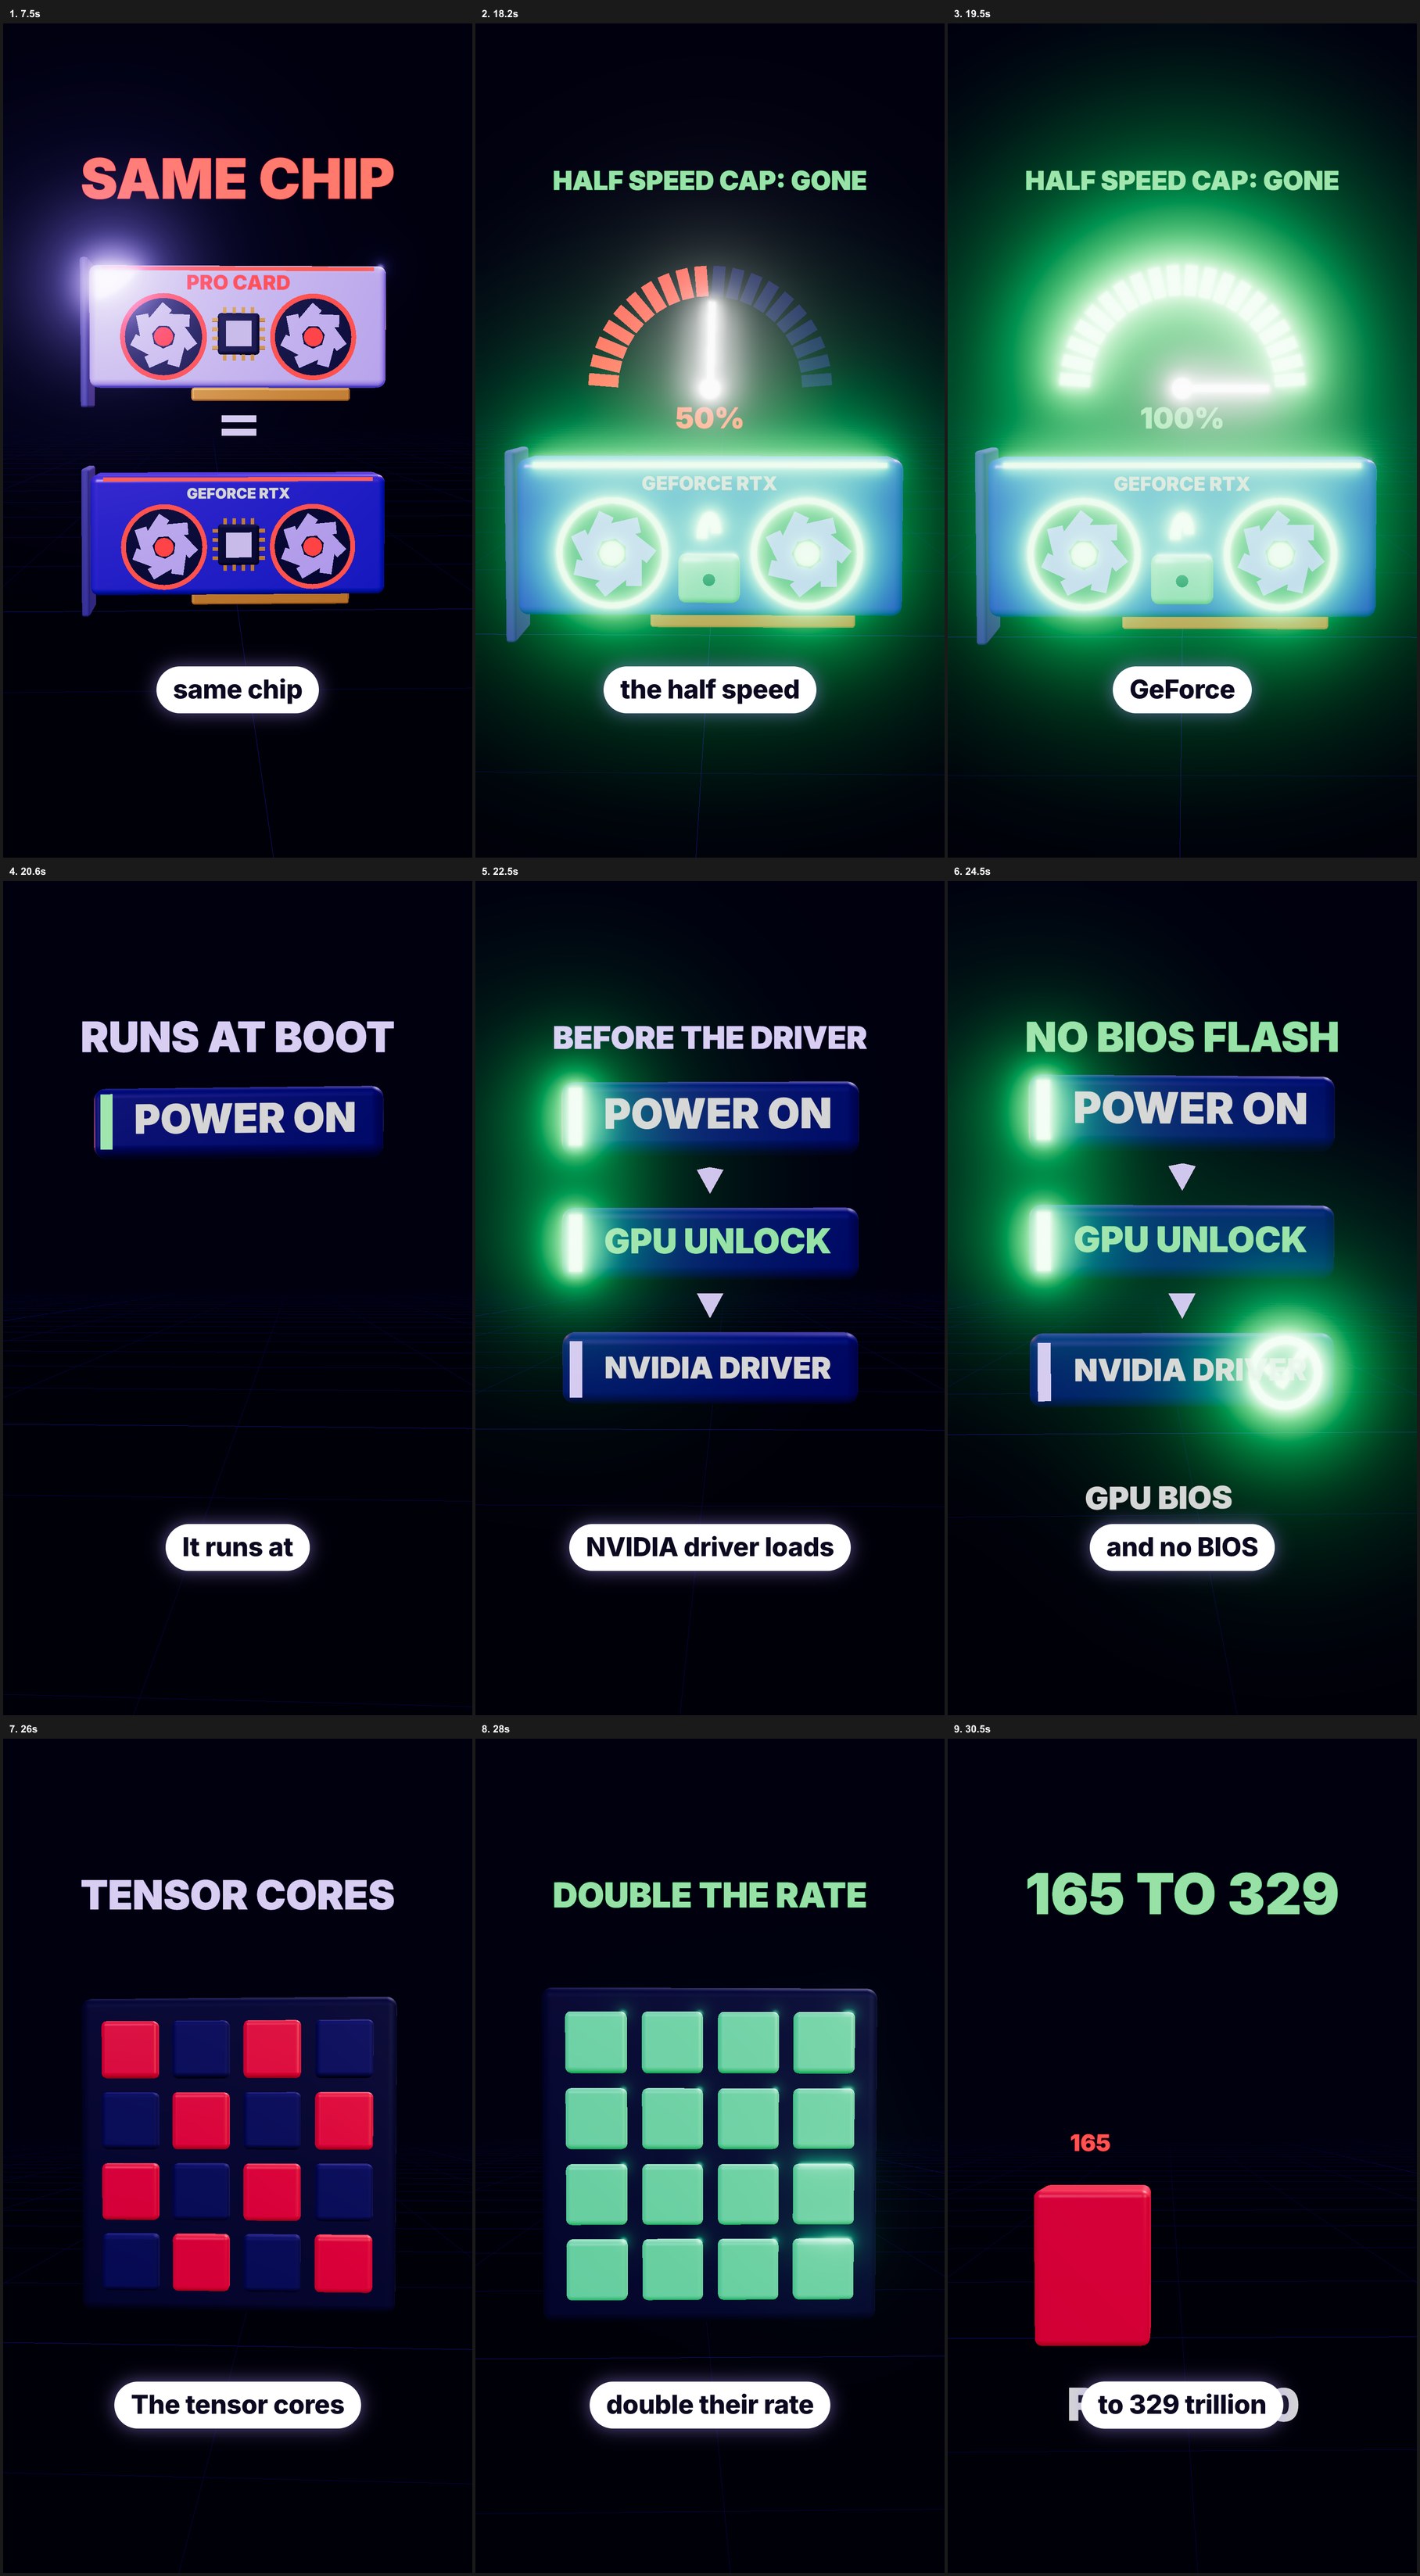 1. 7.5s
SAME CHIP
PRO CARD
=
GEFORCE RTX
same chip
2. 18.2s
HALF SPEED CAP: GONE
50%
GEFORCE RTX
the half speed
3. 19.5s
HALF SPEED CAP: GONE
100%
GEFORCE RTX
GeForce
4. 20.6s
RUNS AT BOOT
POWER ON
It runs at
5. 22.5s
BEFORE THE DRIVER
POWER ON
GPU UNLOCK
NVIDIA DRIVER
NVIDIA driver loads
6. 24.5s
NO BIOS FLASH
POWER ON
GPU UNLOCK
NVIDIA DRIVER
GPU BIOS
and no BIOS
7. 26s
TENSOR CORES
The tensor cores
8. 28s
DOUBLE THE RATE
double their rate
9. 30.5s
165 TO 329
165
to 329 trillion